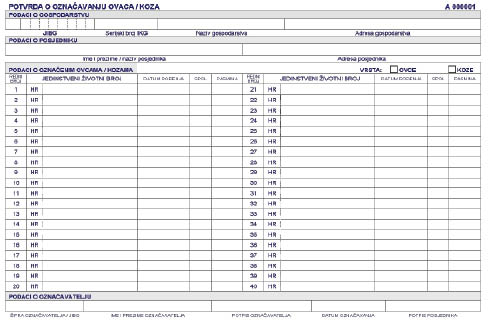 POTVRDA O OZNAČAVANJU OVACA / KOZA A 000001
PODACI O GOSPODARSTVU
JIBG Serijski broj IKG Naziv gospodarstva Adresa gospodarstva
PODACI O POSJEDNIKU
Ime i prezime / naziv posjednika Adresa posjednika
PODACI O OZNAČENIM OVCAMA / KOZAMA VRSTA: OVCE KOZE
REDNI BROJ JEDINSTVENI ŽIVOTNI BROJ DATUM ROĐENJA SPOL PASMINA REDNI BROJ JEDINSTVENI ŽIVOTNI BROJ DATUM ROĐENJA SPOL PASMINA
1 HR 21 HR
2 HR 22 HR
3 HR 23 HR
4 HR 24 HR
5 HR 25 HR
6 HR 26 HR
7 HR 27 HR
8 HR 28 HR
9 HR 29 HR
10 HR 30 HR
11 HR 31 HR
12 HR 32 HR
13 HR 33 HR
14 HR 34 HR
15 HR 35 HR
16 HR 36 HR
17 HR 37 HR
18 HR 38 HR
19 HR 39 HR
20 HR 40 HR
PODACI O OZNAČAVATELJU
ŠIFRA OZNAČAVATELJA / JIBG IME I PREZIME OZNAČAVATELJA POTPIS OZNAČAVATELJA DATUM OZNAČAVANJA POTPIS POSJEDNIKA